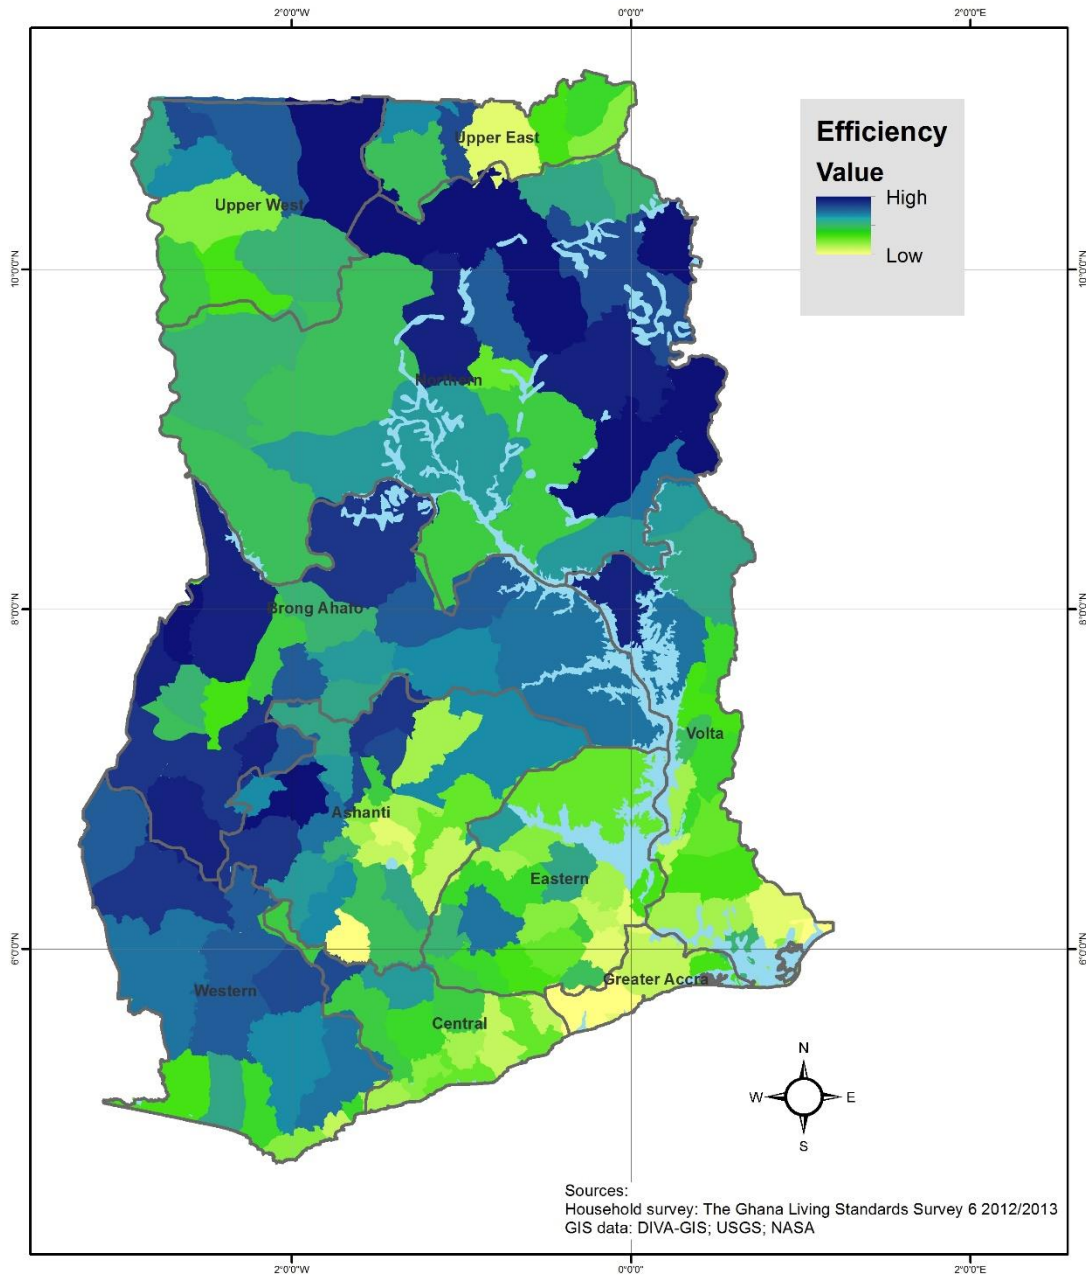 2°0'0"W 0°0'0" 2°0'0"E
Efficiency
Value
High
Low
Upper East
Upper West
10°0'0"N 10°0'0"N
Northern
Brong Ahafo
8°0'0"N 8°0'0"N
Volta
Ashanti
Eastern
6°0'0"N 6°0'0"N
Greater Accra
Western
Central
N
W E
S
Sources:
Household survey: The Ghana Living Standards Survey 6 2012/2013
GIS data: DIVA-GIS; USGS; NASA
2°0'0"W 0°0'0" 2°0'0"E